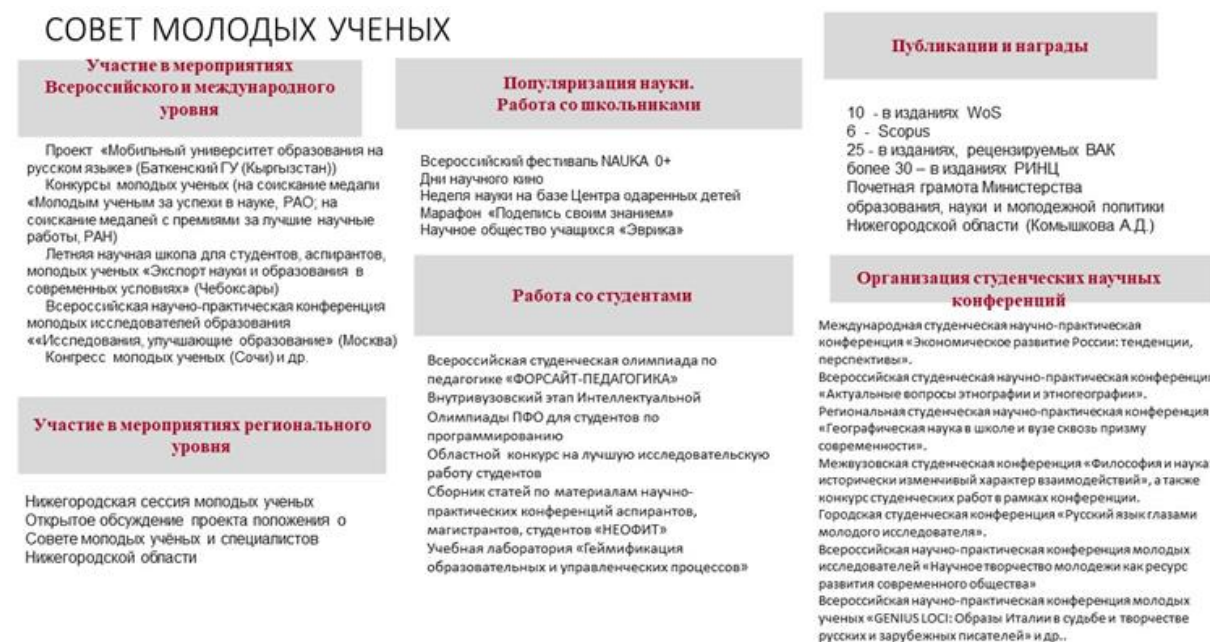 СОВЕТ МОЛОДЫХ УЧЕНЫХ
Участие в мероприятиях
Всероссийского и международного
уровня
Проект «Мобильный университет образования на
русском языке» (Баткенский ГУ (Кыргызстан))
Конкурсы молодых ученых (на соискание медали
«Молодым ученым за успехи в науке, РАО; на
соискание медалей с премиями за лучшие научные
работы, РАН)
Летняя научная школа для студентов, аспирантов,
молодых ученых «Экспорт науки и образования в
современных условиях» (Чебоксары)
Всероссийская научно-практическая конференция
молодых исследователей образования
««Исследования, улучшающие образование» (Москва)
Конгресс молодых ученых (Сочи) и др.
Участие в мероприятиях регионального
уровня
Нижегородская сессия молодых ученых
Открытое обсуждение проекта положения о
Совете молодых учёных и специалистов
Нижегородской области
Популяризация науки.
Работа со школьниками
Всероссийский фестиваль NAUKA 0+
Дни научного кино
Неделя науки на базе Центра одаренных детей
Марафон «Поделись своим знанием»
Научное общество учащихся «Эврика»
Работа со студентами
Всероссийская студенческая олимпиада по
педагогике «ФОРСАЙТ-ПЕДАГОГИКА»
Внутривузовский этап Интеллектуальной
Олимпиады ПФО для студентов по
программированию
Областной конкурс на лучшую исследовательскую
работу студентов
Сборник статей по материалам научно-
практических конференций аспирантов,
магистрантов, студентов «НЕОФИТ»
Учебная лаборатория «Геймификация
образовательных и управленческих процессов»
Публикации и награды
10 - в изданиях WoS
6 - Scopus
25 - в изданиях, рецензируемых ВАК
более 30 – в изданиях РИНЦ
Почетная грамота Министерства
образования, науки и молодежной политики
Нижегородской области (Комышкова А.Д.)
Организация студенческих научных
конференций
Международная студенческая научно-практическая
конференция «Экономическое развитие России: тенденции,
перспективы».
Всероссийская студенческая научно-практическая конференци
«Актуальные вопросы этнографии и этногеографии».
Региональная студенческая научно-практическая конференция
«Географическая наука в школе и вузе сквозь призму
современности».
Межвузовская студенческая конференция «Философия и наука
исторически изменчивый характер взаимодействий», а также
конкурс студенческих работ в рамках конференции.
Городская студенческая конференция «Русский язык глазами
молодого исследователя».
Всероссийская научно-практическая конференция молодых
исследователей «Научное творчество молодежи как ресурс
развития современного общества»
Всероссийская научно-практическая конференция молодых
ученых «GENIUS LOCI: Образы Италии в судьбе и творчестве
русских и зарубежных писателей» и др..